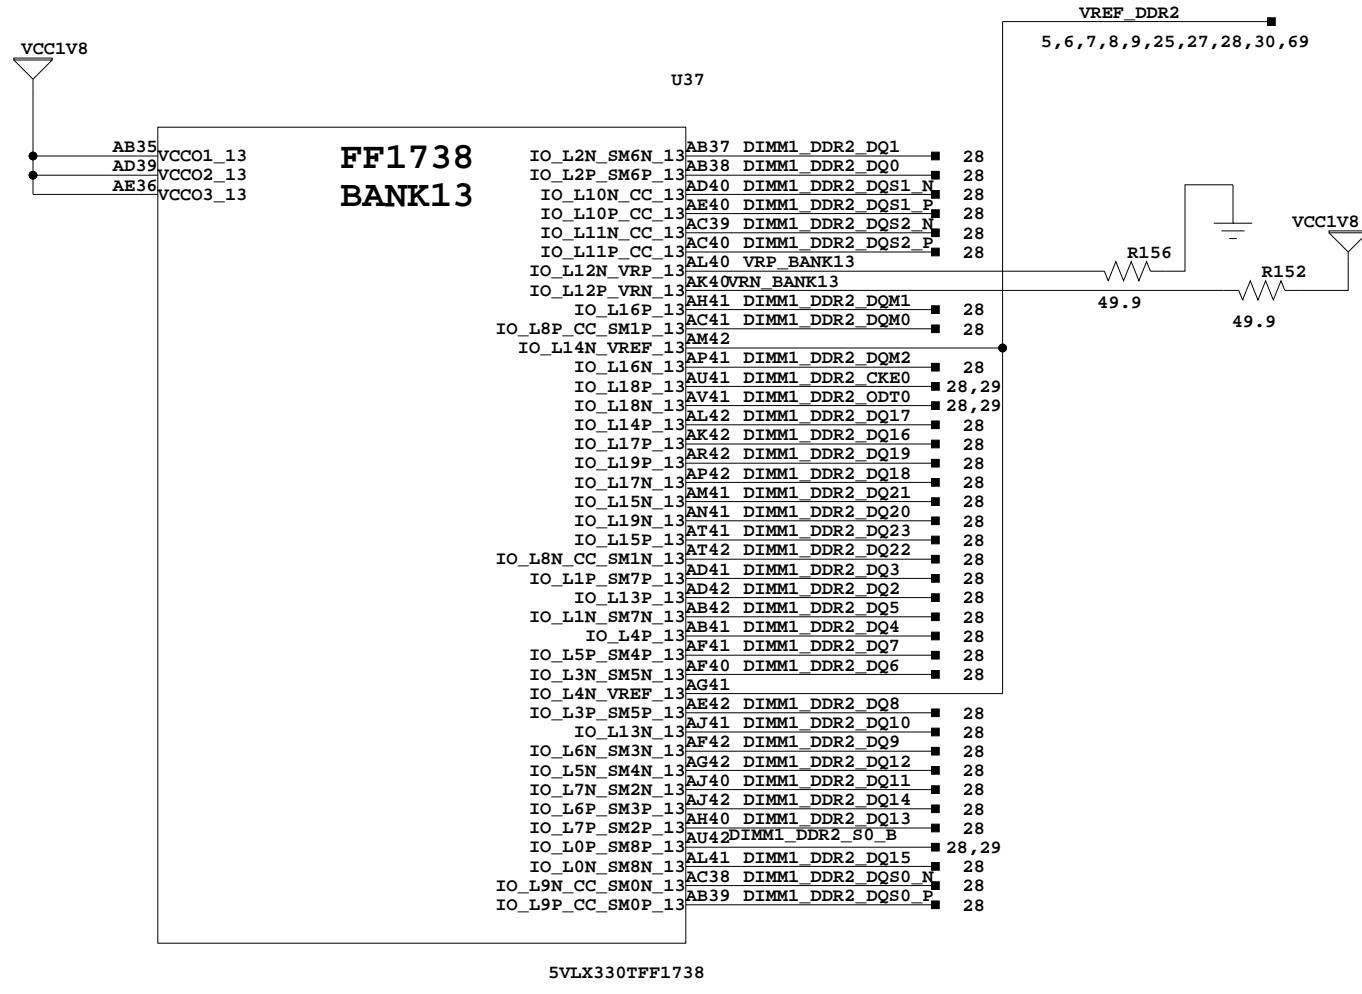 VREF_DDR2
5,6,7,8,9,25,27,28,30,69
VCC1V8
U37
FF1738
BANK13
AB35 VCCO1_13
AD39 VCCO2_13
AE36 VCCO3_13
IO_L2N_SM6N_13 AB37 DIMM1_DDR2_DQ1 28
IO_L2P_SM6P_13 AB38 DIMM1_DDR2_DQ0 28
IO_L10N_CC_13 AD40 DIMM1_DDR2_DQS1_N 28
IO_L10P_CC_13 AE40 DIMM1_DDR2_DQS1_P 28
IO_L11N_CC_13 AC39 DIMM1_DDR2_DQS2_N 28
IO_L11P_CC_13 AC40 DIMM1_DDR2_DQS2_P 28
IO_L12N_VRP_13 AL40 VRP_BANK13
R156
49.9
VCC1V8
IO_L12P_VRN_13 AK40 VRN_BANK13
R152
49.9
IO_L16P_13 AH41 DIMM1_DDR2_DQM1 28
IO_L8P_CC_SM1P_13 AC41 DIMM1_DDR2_DQM0 28
IO_L14N_VREF_13 AM42
IO_L16N_13 AP41 DIMM1_DDR2_DQM2 28
IO_L18P_13 AU41 DIMM1_DDR2_CKE0 28,29
IO_L18N_13 AV41 DIMM1_DDR2_ODT0 28,29
IO_L14P_13 AL42 DIMM1_DDR2_DQ17 28
IO_L17P_13 AK42 DIMM1_DDR2_DQ16 28
IO_L19P_13 AR42 DIMM1_DDR2_DQ19 28
IO_L17N_13 AP42 DIMM1_DDR2_DQ18 28
IO_L15N_13 AM41 DIMM1_DDR2_DQ21 28
IO_L19N_13 AN41 DIMM1_DDR2_DQ20 28
IO_L15P_13 AT41 DIMM1_DDR2_DQ23 28
IO_L8N_CC_SM1N_13 AT42 DIMM1_DDR2_DQ22 28
IO_L1P_SM7P_13 AD41 DIMM1_DDR2_DQ3 28
IO_L13P_13 AD42 DIMM1_DDR2_DQ2 28
IO_L1N_SM7N_13 AB42 DIMM1_DDR2_DQ5 28
IO_L4P_13 AB41 DIMM1_DDR2_DQ4 28
IO_L5P_SM4P_13 AF41 DIMM1_DDR2_DQ7 28
IO_L3N_SM5N_13 AF40 DIMM1_DDR2_DQ6 28
IO_L4N_VREF_13 AG41
IO_L3P_SM5P_13 AE42 DIMM1_DDR2_DQ8 28
IO_L13N_13 AJ41 DIMM1_DDR2_DQ10 28
IO_L6N_SM3N_13 AF42 DIMM1_DDR2_DQ9 28
IO_L5N_SM4N_13 AG42 DIMM1_DDR2_DQ12 28
IO_L7N_SM2N_13 AJ40 DIMM1_DDR2_DQ11 28
IO_L6P_SM3P_13 AJ42 DIMM1_DDR2_DQ14 28
IO_L7P_SM2P_13 AH40 DIMM1_DDR2_DQ13 28
IO_L0P_SM8P_13 AU42 DIMM1_DDR2_S0_B 28,29
IO_L0N_SM8N_13 AL41 DIMM1_DDR2_DQ15 28
IO_L9N_CC_SM0N_13 AC38 DIMM1_DDR2_DQS0_N 28
IO_L9P_CC_SM0P_13 AB39 DIMM1_DDR2_DQS0_P 28
5VLX330TFF1738